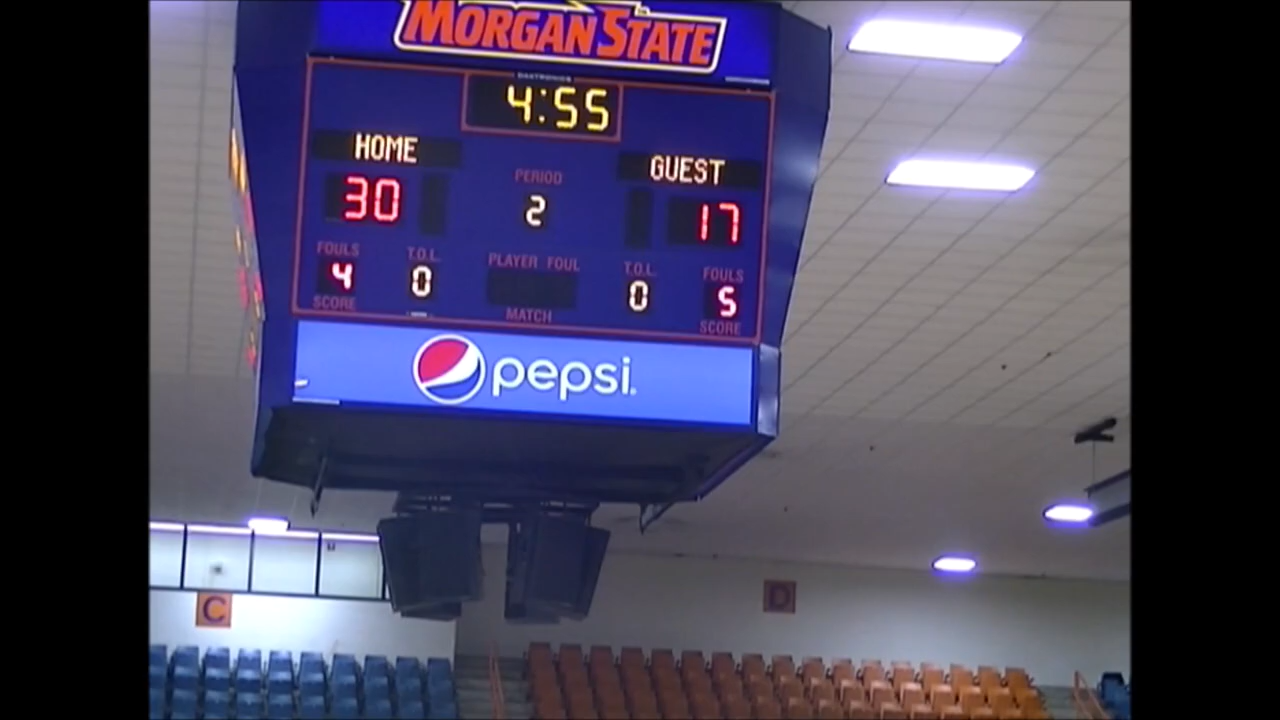 MORGAN STATE
DAKTRONICS
4:55
HOME
GUEST
PERIOD
30
2
17
FOULS
T.O.L.
PLAYER FOUL
T.O.L.
FOULS
4
0
0
5
SCORE
MATCH
SCORE
pepsi.
C
D